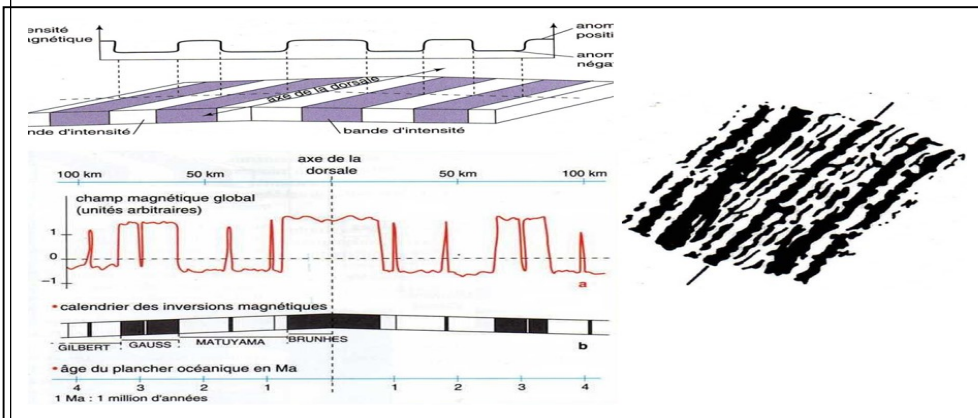 ensité
agnétique
anom
positi
anom
néga
axe de la dorsale
nde d'intensité
bande d'intensité
axe de la
dorsale
100 km 50 km 50 km 100 km
champ magnétique global
(unités arbitraires)
1
0
-1
a
• calendrier des inversions magnétiques
GILBERT GAUSS MATUYAMA BRUNHES b
• âge du plancher océanique en Ma
4 3 2 1 1 2 3 4
1 Ma : 1 million d'années